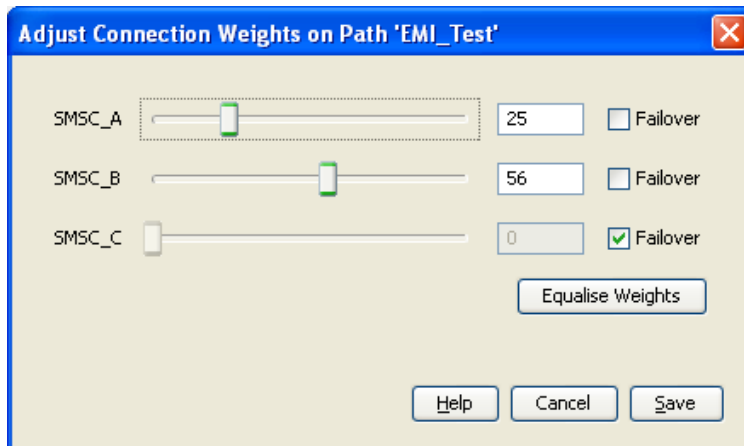 Adjust Connection Weights on Path 'EMI_Test'
SMSC_A 25 Failover
SMSC_B 56 Failover
SMSC_C 0 Failover
Equalise Weights
Help Cancel Save